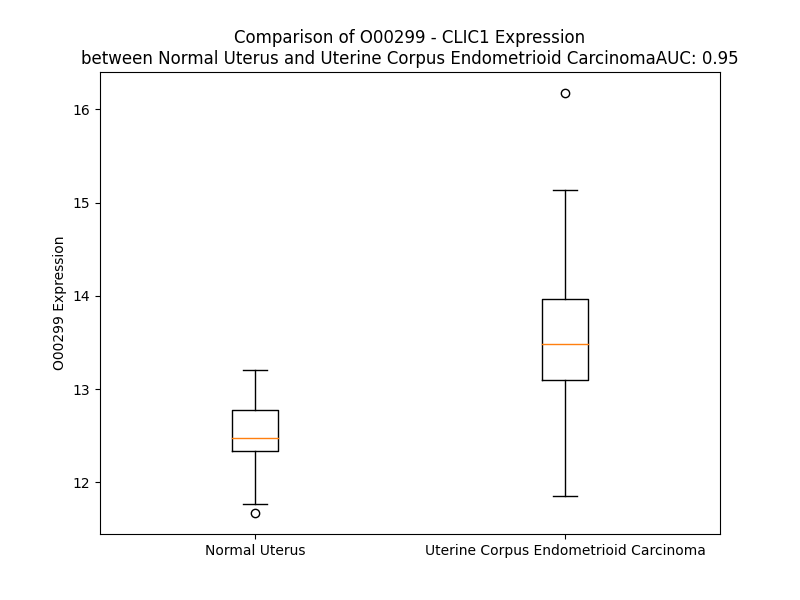 Comparison of O00299 - CLIC1 Expression
between Normal Uterus and Uterine Corpus Endometrioid CarcinomaAUC: 0.95
16
15
14
13
12
O00299 Expression
Normal Uterus
Uterine Corpus Endometrioid Carcinoma